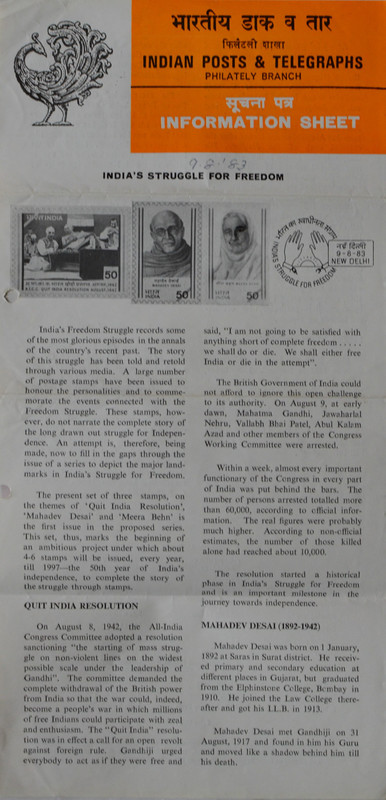 भारतीय डाक व तार
फिलैटली शाखा
INDIAN POSTS & TELEGRAPHS
PHILATELY BRANCH
सूचना पत्र
INFORMATION SHEET
9-8-'83
INDIA'S STRUGGLE FOR FREEDOM
QUIT INDIA
50
भारत INDIA
50
भारत INDIA
50
INDIA'S STRUGGLE FOR FREEDOM
नई दिल्ली
9-8-83
NEW DELHI
India's Freedom Struggle records some
of the most glorious episodes in the annals
of the country's recent past. The story
of this struggle has been told and retold
through various media. A large number
of postage stamps have been issued to
honour the personalities and to comme-
morate the events connected with the
Freedom Struggle. These stamps, how-
ever, do not narrate the complete story of
the long drawn out struggle for Indepen-
dence. An attempt is, therefore, being
made, now to fill in the gaps through the
issue of a series to depict the major land-
marks in India's Struggle for Freedom.
The present set of three stamps, on
the themes of 'Quit India Resolution',
'Mahadev Desai' and 'Meera Behn' is
the first issue in the proposed series.
This set, thus, marks the beginning of
an ambitious project under which about
4-6 stamps will be issued, every year,
till 1997—the 50th year of India's
independence, to complete the story of
the struggle through stamps.
QUIT INDIA RESOLUTION
On August 8, 1942, the All-India
Congress Committee adopted a resolution
sanctioning "the starting of mass strug-
gle on non-violent lines on the widest
possible scale under the leadership of
Gandhi". The committee demanded the
complete withdrawal of the British power
from India so that the war could, indeed,
become a people's war in which millions
of free Indians could participate with zeal
and enthusiasm. The "Quit India" resolu-
tion was in effect a call for an open revolt
against foreign rule. Gandhiji urged
everybody to act as if they were free and
said, "I am not going to be satisfied with
anything short of complete freedom . . . . .
we shall do or die. We shall either free
India or die in the attempt".
The British Government of India could
not afford to ignore this open challenge
to its authority. On August 9, at early
dawn, Mahatma Gandhi, Jawaharlal
Nehru, Vallabh Bhai Patel, Abul Kalam
Azad and other members of the Congress
Working Committee were arrested.
Within a week, almost every important
functionary of the Congress in every part
of India was put behind the bars. The
number of persons arrested totalled more
than 60,000, according to official infor-
mation. The real figures were probably
much higher. According to non-official
estimates, the number of those killed
alone had reached about 10,000.
The resolution started a historical
phase in India's Struggle for Freedom
and is an important milestone in the
journey towards independence.
MAHADEV DESAI (1892-1942)
Mahadev Desai was born on 1 January,
1892 at Saras in Surat district. He receiv-
ed primary and secondary education at
different places in Gujarat, but graduated
from the Elphinstone College, Bombay in
1910. He joined the Law College there-
after and got his LL.B. in 1913.
Mahadev Desai met Gandhiji on 31
August, 1917 and found in him his Guru
and moved like a shadow behind him till
his death.